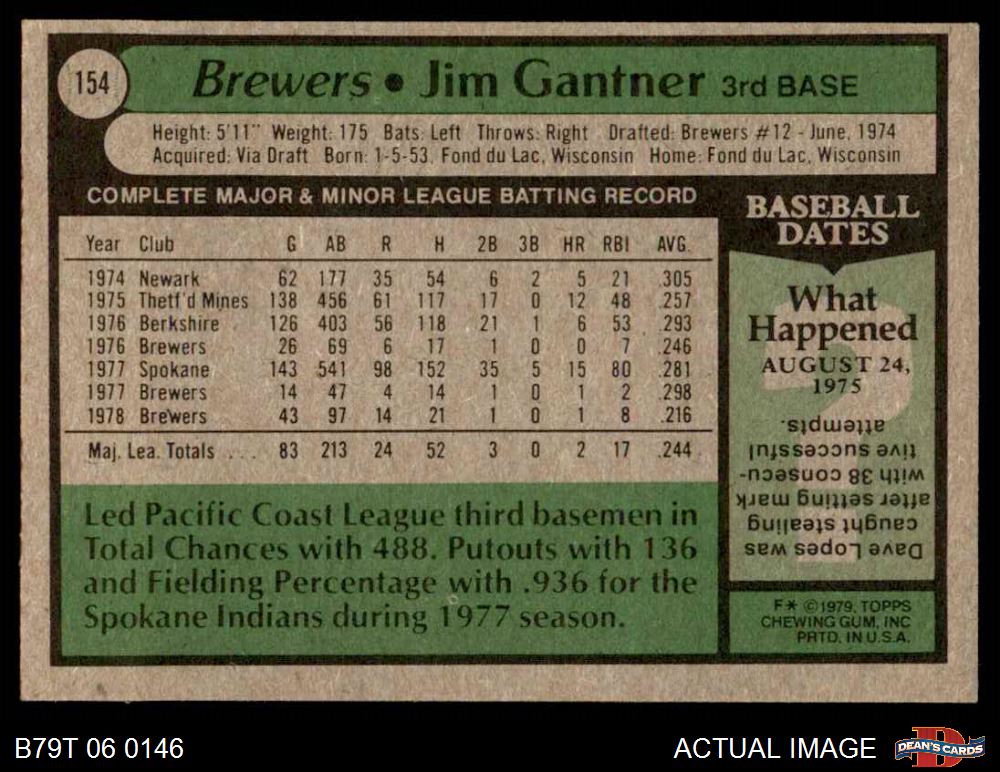 154
Brewers • Jim Gantner 3rd BASE
Height: 5'11" Weight: 175 Bats: Left Throws: Right Drafted: Brewers #12 - June, 1974
Acquired: Via Draft Born: 1-5-53, Fond du Lac, Wisconsin Home: Fond du Lac, Wisconsin
COMPLETE MAJOR & MINOR LEAGUE BATTING RECORD
Year Club G AB R H 2B 3B HR RBI AVG.
1974 Newark 62 177 35 54 6 2 5 21 .305
1975 Thetf'd Mines 138 456 61 117 17 0 12 48 .257
1976 Berkshire 126 403 56 118 21 1 6 53 .293
1976 Brewers 26 69 6 17 1 0 0 7 .246
1977 Spokane 143 541 98 152 35 5 15 80 .281
1977 Brewers 14 47 4 14 1 0 1 2 .298
1978 Brewers 43 97 14 21 1 0 1 8 .216
Maj. Lea. Totals . . . 83 213 24 52 3 0 2 17 .244
Led Pacific Coast League third basemen in
Total Chances with 488. Putouts with 136
and Fielding Percentage with .936 for the
Spokane Indians during 1977 season.
BASEBALL
DATES
What
Happened
AUGUST 24,
1975
Dave Lopes was
caught stealing
after setting mark
with 38 consecu-
tive successful
attempts.
F* ©1979, TOPPS
CHEWING GUM, INC
PRTD. IN U.S.A.
B79T 06 0146
ACTUAL IMAGE
DEAN'S CARDS